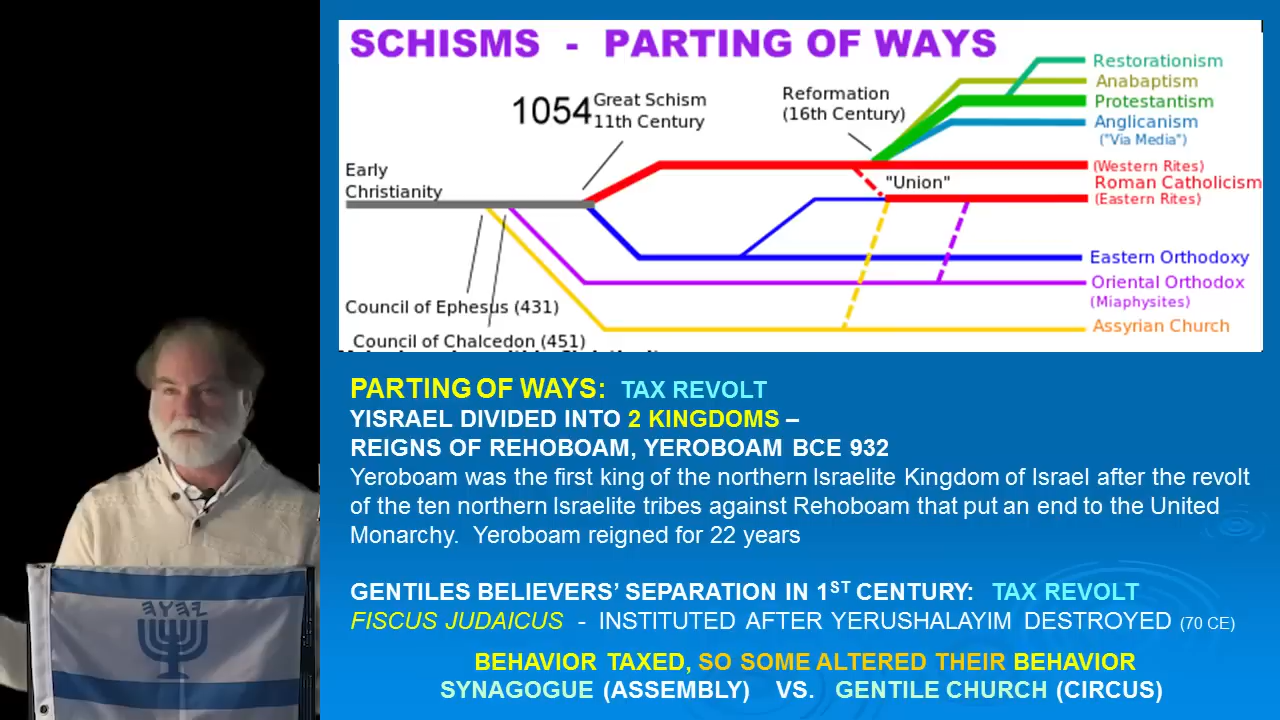 SCHISMS - PARTING OF WAYS
Restorationism
Anabaptism
Protestantism
Anglicanism
("Via Media")
Reformation
(16th Century)
1054
Great Schism
11th Century
Early
Christianity
(Western Rites)
"Union"
Roman Catholicism
(Eastern Rites)
Eastern Orthodoxy
Oriental Orthodox
(Miaphysites)
Assyrian Church
Council of Ephesus (431)
Council of Chalcedon (451)
PARTING OF WAYS: TAX REVOLT
YISRAEL DIVIDED INTO 2 KINGDOMS –
REIGNS OF REHOBOAM, YEROBOAM BCE 932
Yeroboam was the first king of the northern Israelite Kingdom of Israel after the revolt
of the ten northern Israelite tribes against Rehoboam that put an end to the United
Monarchy. Yeroboam reigned for 22 years
GENTILES BELIEVERS’ SEPARATION IN 1ST CENTURY: TAX REVOLT
FISCUS JUDAICUS - INSTITUTED AFTER YERUSHALAYIM DESTROYED (70 CE)
BEHAVIOR TAXED, SO SOME ALTERED THEIR BEHAVIOR
SYNAGOGUE (ASSEMBLY) VS. GENTILE CHURCH (CIRCUS)